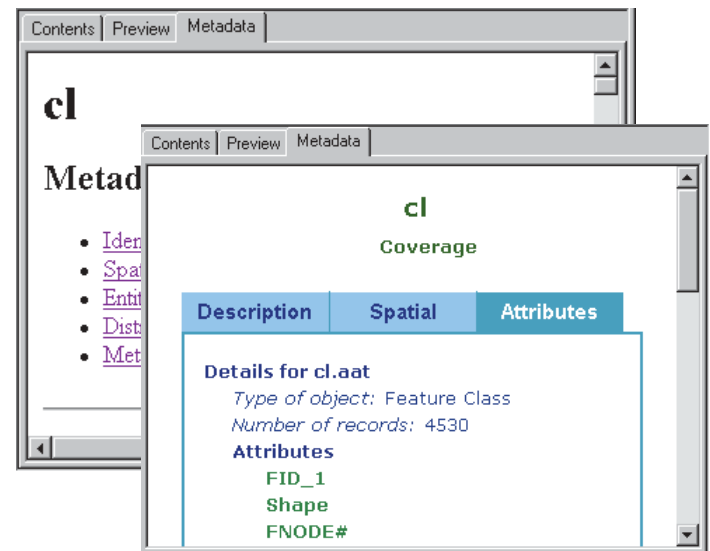 Contents Preview Metadata
cl
Metad
Iden
Spat
Entit
Distr
Met
Contents Preview Metadata
cl
Coverage
Description Spatial Attributes
Details for cl.aat
Type of object: Feature Class
Number of records: 4530
Attributes
FID_1
Shape
FNODE#